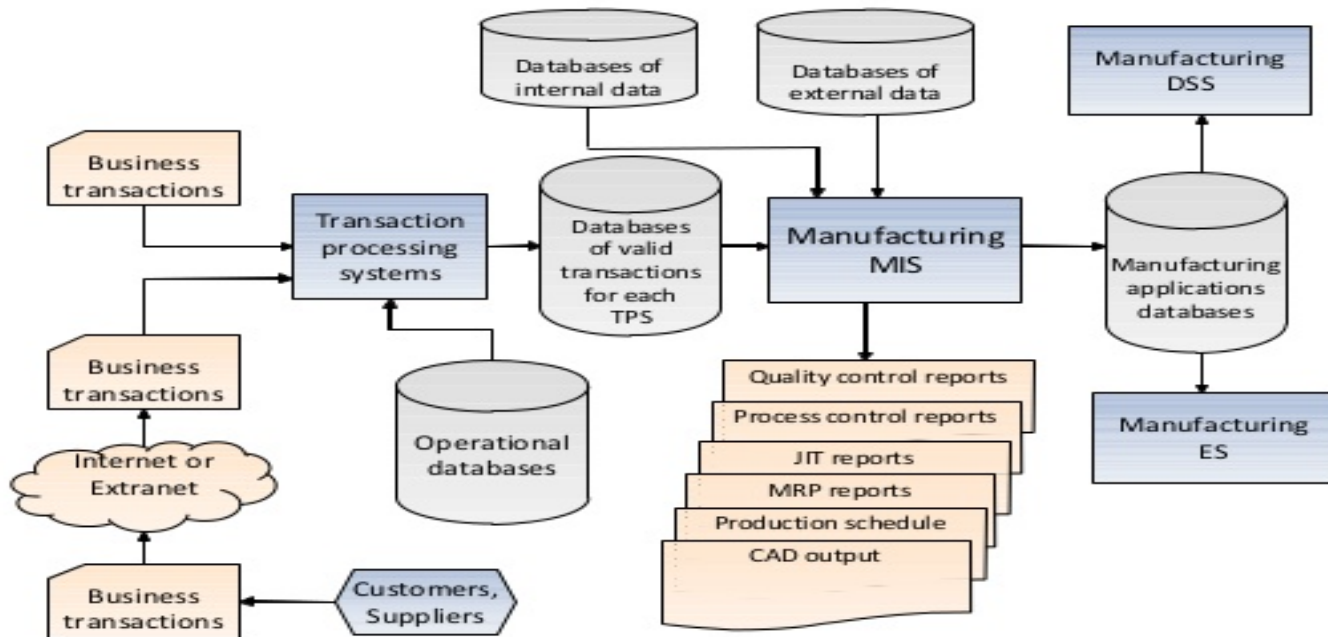 Databases of
internal data
Databases of
external data
Manufacturing
DSS
Business
transactions
Transaction
processing
systems
Databases
of valid
transactions
for each
TPS
Manufacturing
MIS
Manufacturing
applications
databases
Business
transactions
Operational
databases
Quality control reports
Process control reports
JIT reports
MRP reports
Production schedule
CAD output
Manufacturing
ES
Internet or
Extranet
Business
transactions
Customers,
Suppliers